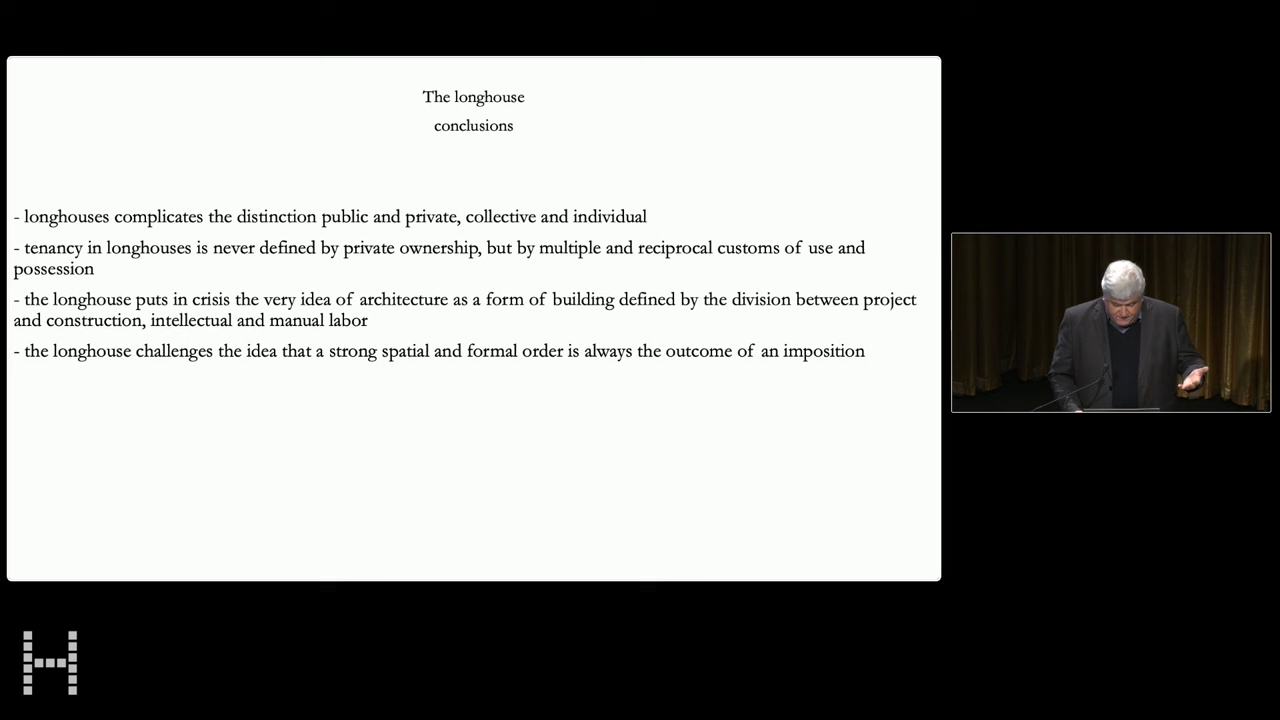 The longhouse
conclusions
- longhouses complicates the distinction public and private, collective and individual
- tenancy in longhouses is never defined by private ownership, but by multiple and reciprocal customs of use and
possession
- the longhouse puts in crisis the very idea of architecture as a form of building defined by the division between project
and construction, intellectual and manual labor
- the longhouse challenges the idea that a strong spatial and formal order is always the outcome of an imposition
H